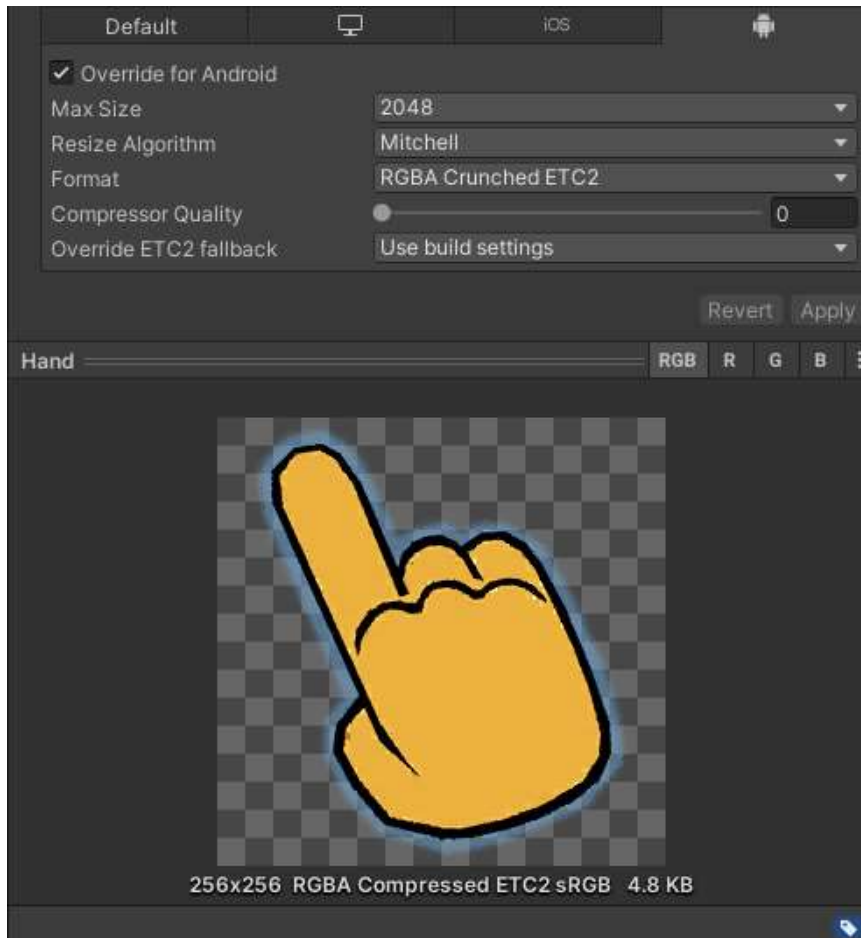 Default iOS
Override for Android
Max Size 2048
Resize Algorithm Mitchell
Format RGBA Crunched ETC2
Compressor Quality 0
Override ETC2 fallback Use build settings
Revert Apply
Hand RGB R G B
256x256 RGBA Compressed ETC2 sRGB 4.8 KB